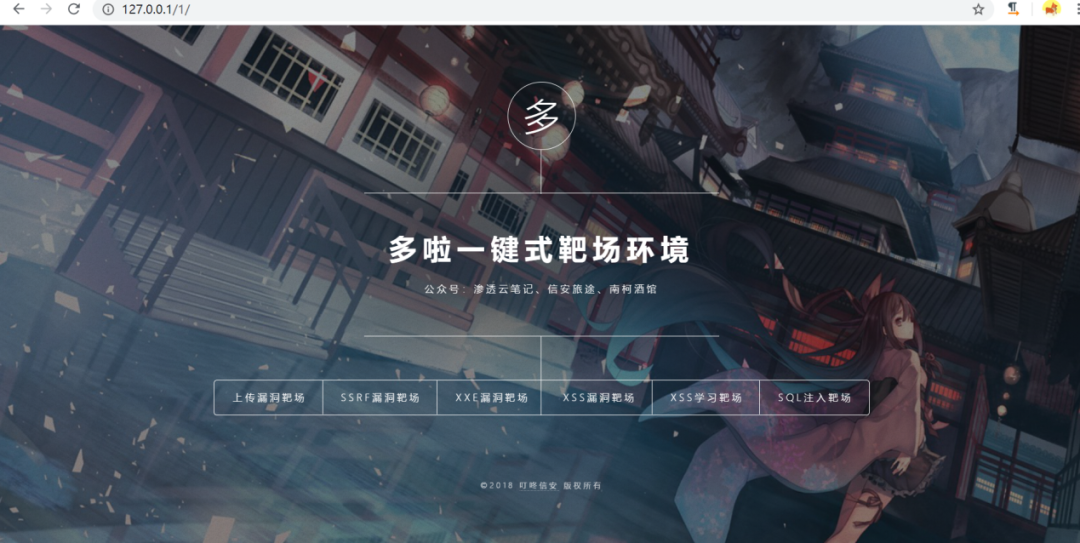 127.0.0.1/1/
多
多啦一键式靶场环境
公众号：渗透云笔记、信安旅途、南柯酒馆
上传漏洞靶场 SSRF漏洞靶场 XXE漏洞靶场 XSS漏洞靶场 XSS学习靶场 SQL注入靶场
©2018 叮咚信安 版权所有